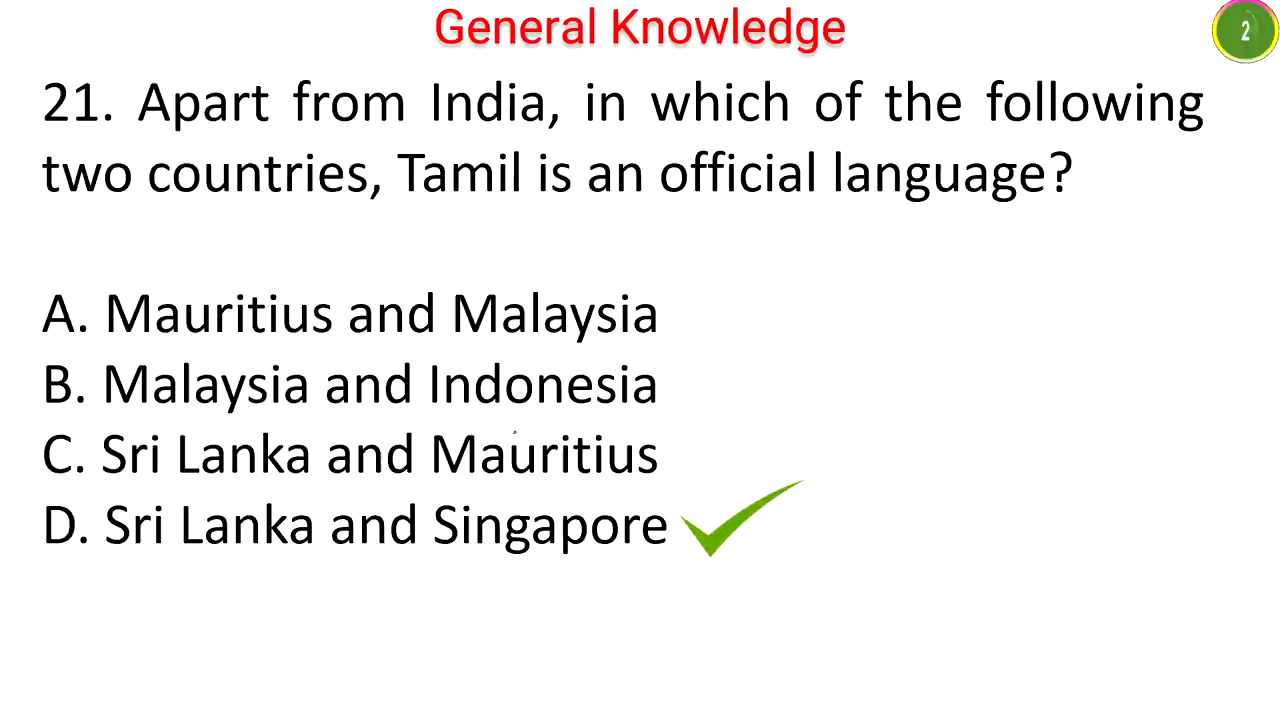 General Knowledge
2
21. Apart from India, in which of the following
two countries, Tamil is an official language?
A. Mauritius and Malaysia
B. Malaysia and Indonesia
C. Sri Lanka and Mauritius
D. Sri Lanka and Singapore